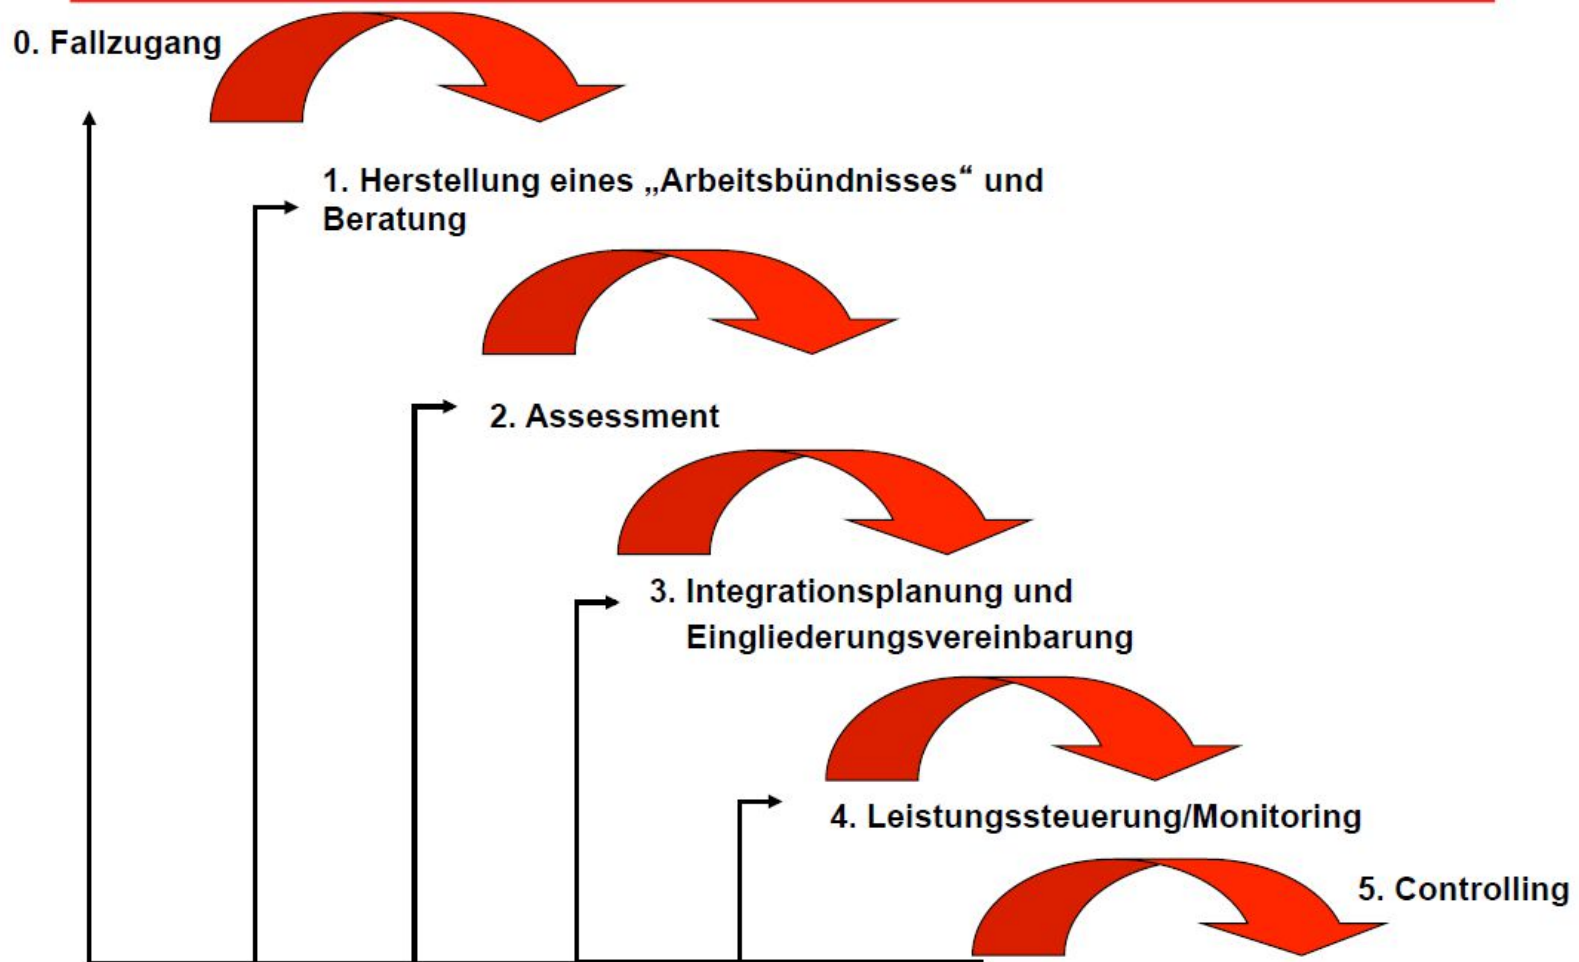 0. Fallzugang
1. Herstellung eines „Arbeitsbündnisses“ und
Beratung
2. Assessment
3. Integrationsplanung und
Eingliederungsvereinbarung
4. Leistungssteuerung/Monitoring
5. Controlling